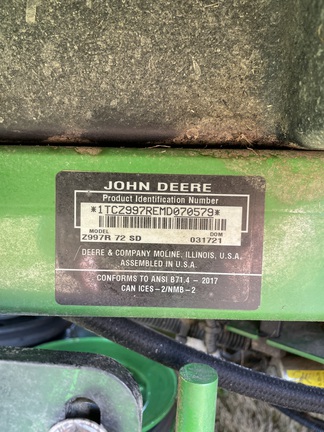 JOHN DEERE
Product Identification Number
*1TCZ997REMD070579*
MODEL DOM
Z997R 72 SD 031721
DEERE & COMPANY MOLINE, ILLINOIS, U.S.A.
ASSEMBLED IN U.S.A.
CONFORMS TO ANSI B71.4 - 2017
CAN ICES-2/NMB-2